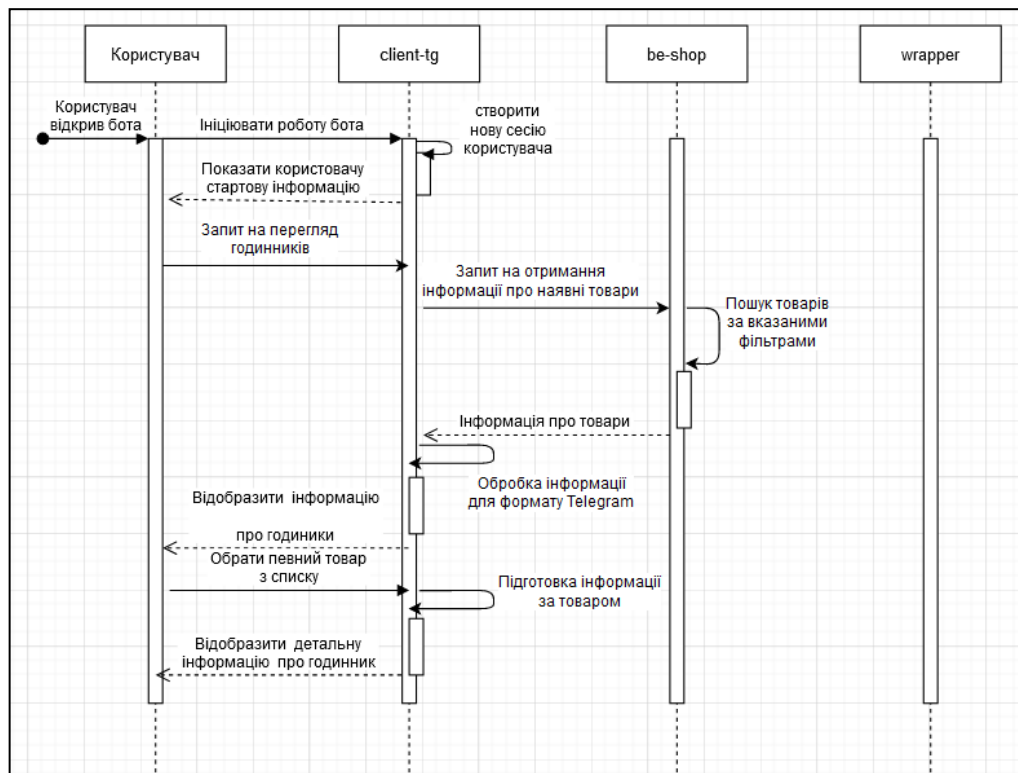 Користувач
client-tg
be-shop
wrapper
Користувач
відкрив бота
Ініціювати роботу бота
створити
нову сесію
користувача
Показати користовачу
стартову інформацію
Запит на перегляд
годинників
Запит на отримання
інформації про наявні товари
Пошук товарів
за вказаними
фільтрами
Інформація про товари
Обробка інформації
для формату Telegram
Відобразити інформацію
про годиники
Обрати певний товар
з списку
Підготовка інформації
за товаром
Відобразити детальну
інформацію про годинник